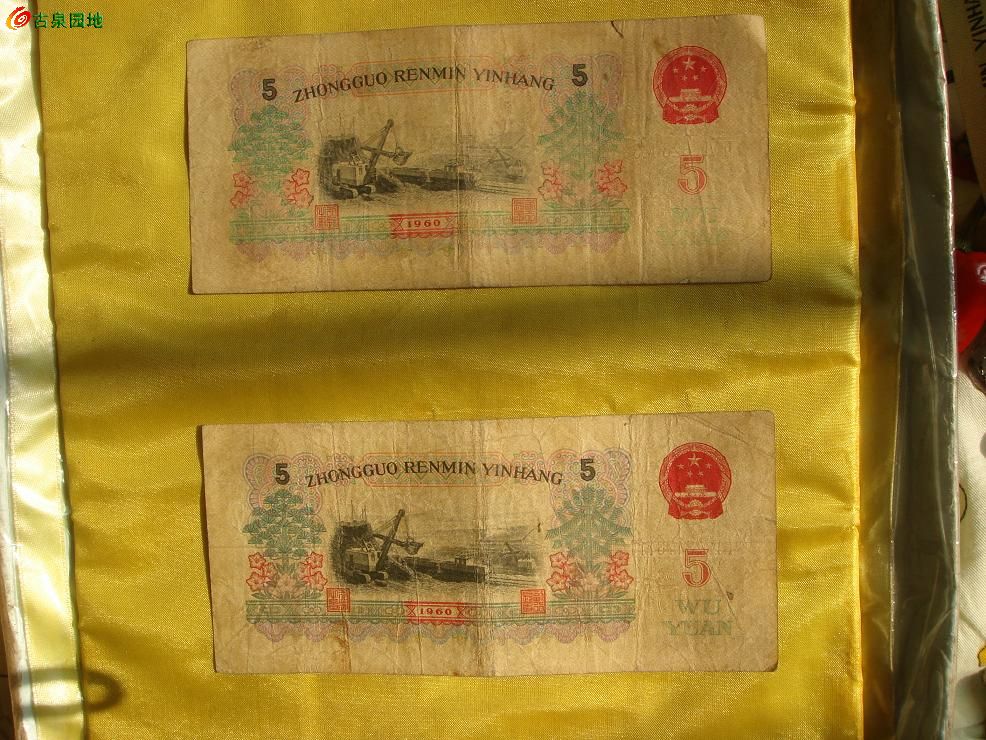 古泉园地
5 ZHONGGUO RENMIN YINHANG 5
5
1960
5 ZHONGGUO RENMIN YINHANG 5
5
WU
YUAN
1960